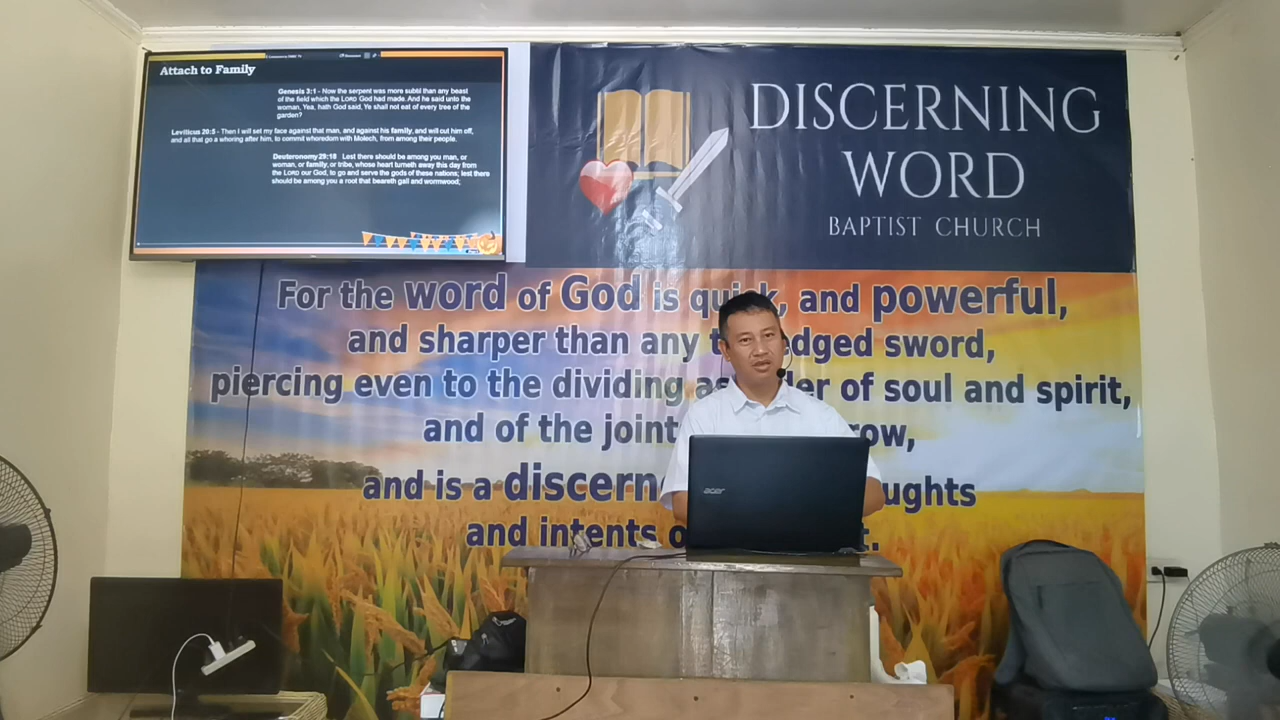 Attach to Family
Genesis 3:1 - Now the serpent was more subtil than any beast
of the field which the LORD God had made. And he said unto the
woman, Yea, hath God said, Ye shall not eat of every tree of the
garden?
Leviticus 20:5 - Then I will set my face against that man, and against his family, and will cut him off,
and all that go a whoring after him, to commit whoredom with Molech, from among their people.
Deuteronomy 29:18 Lest there should be among you man, or
woman, or family, or tribe, whose heart turneth away this day from
the LORD our God, to go and serve the gods of these nations; lest there
should be among you a root that beareth gall and wormwood;
DISCERNING
WORD
BAPTIST CHURCH
For the word of God is quick, and powerful,
and sharper than any edged sword,
piercing even to the dividing as er of soul and spirit,
and of the joint row,
and is a discern ughts
and intents o t.
acer